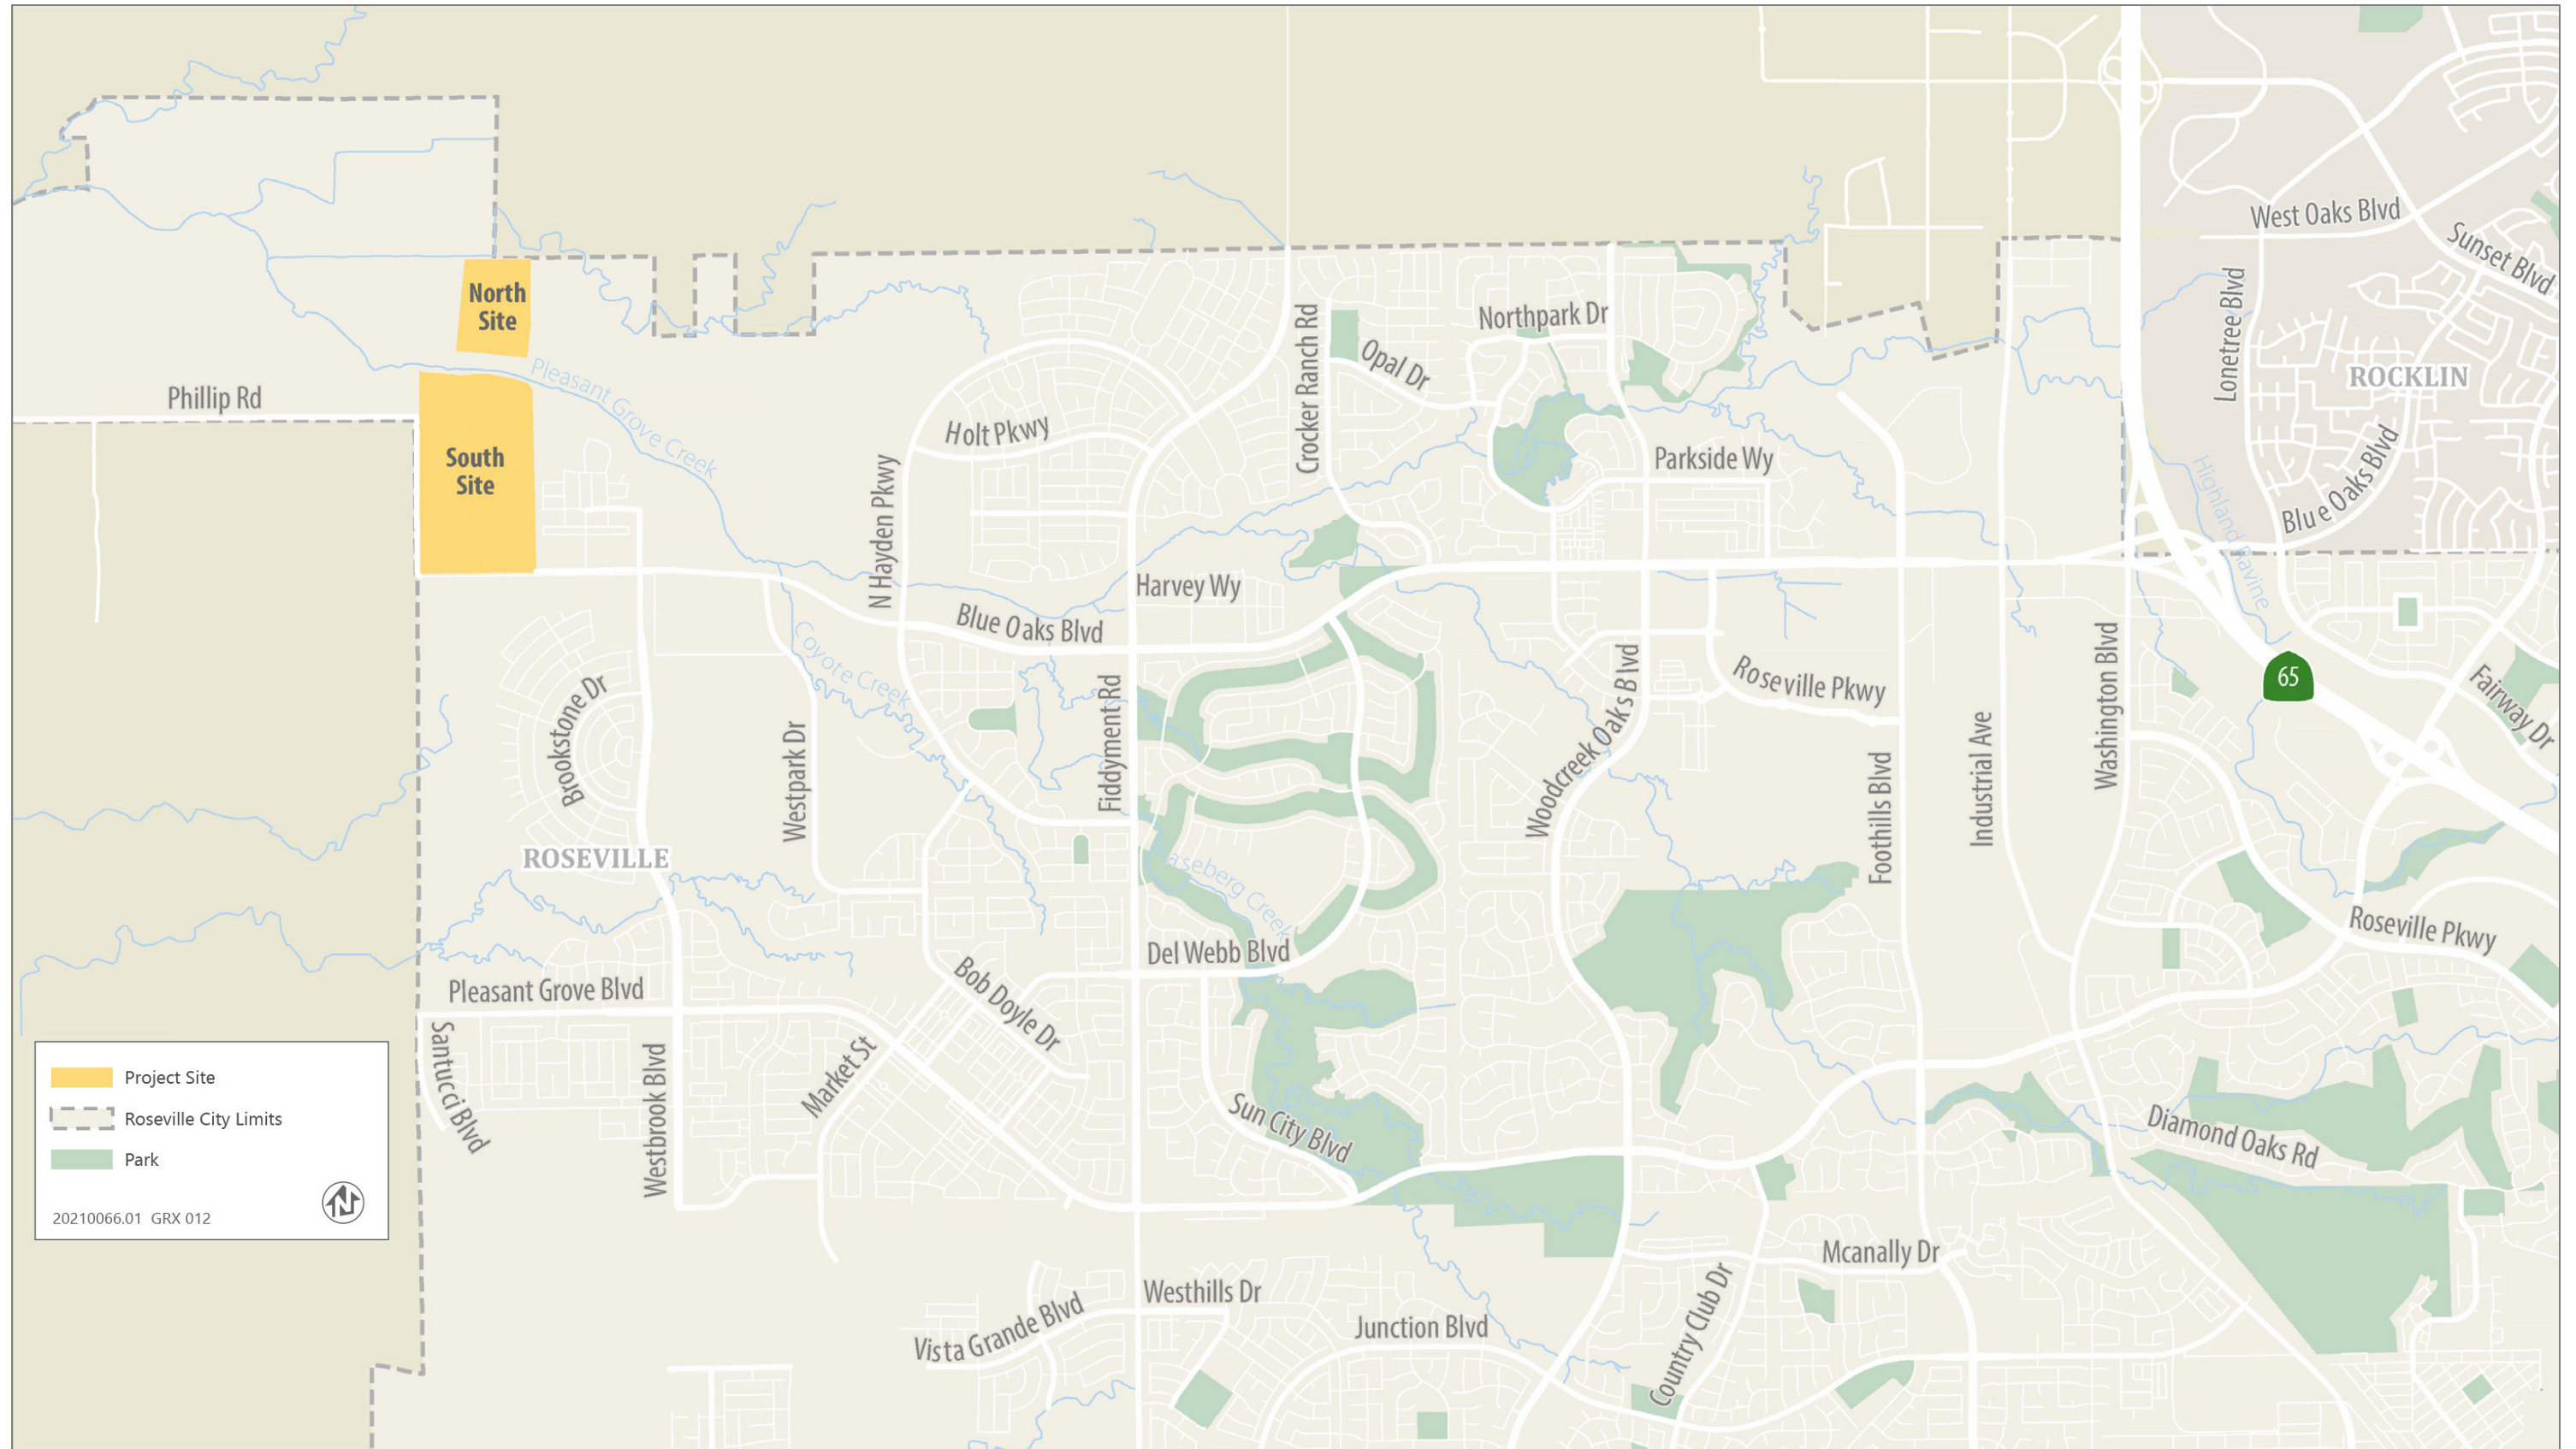 West Oaks Blvd
Sunset Blvd
North
Site
Lonetree Blvd
Northpark Dr
Crocker Ranch Rd
Opal Dr
ROCKLIN
Pleasant Grove Creek
Phillip Rd
Holt Pkwy
South
Site
Parkside Wy
N Hayden Pkwy
Blue Oaks Blvd
Highland Ravine
Harvey Wy
Blue Oaks Blvd
Coyote Creek
Fiddyment Rd
Woodcreek Oaks Blvd
Roseville Pkwy
Washington Blvd
65
Fairway Dr
Brookstone Dr
Westpark Dr
Foothills Blvd
Industrial Ave
ROSEVILLE
aseberg Creek
Roseville Pkwy
Del Webb Blvd
Pleasant Grove Blvd
Bob Doyle Dr
Santucci Blvd
Westbrook Blvd
Market St
Sun City Blvd
Diamond Oaks Rd
Project Site
Roseville City Limits
Park
20210066.01 GRX 012
N
Mcanally Dr
Westhills Dr
Vista Grande Blvd
Junction Blvd
Country Club Dr